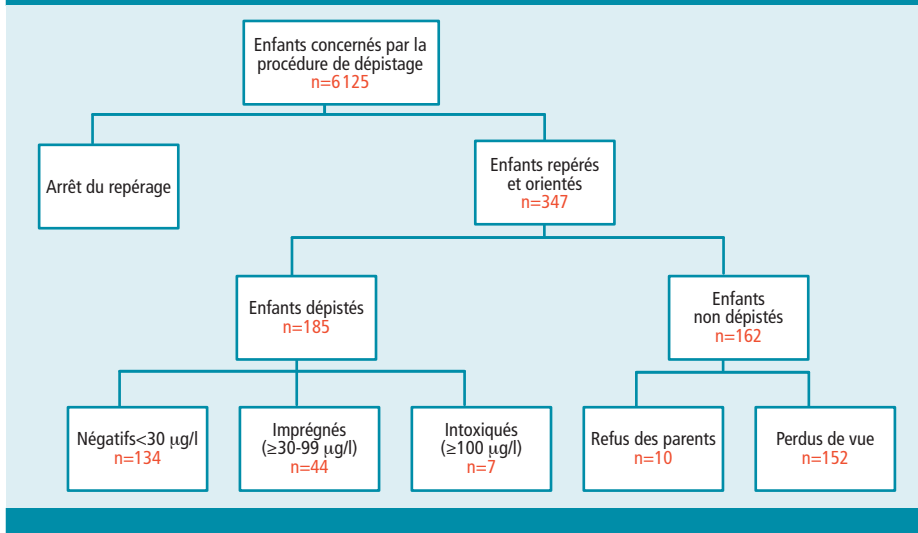 Enfants concernés par la
procédure de dépistage
n=6125
Arrêt du repérage
Enfants repérés
et orientés
n=347
Enfants dépistés
n=185
Enfants
non dépistés
n=162
Négatifs<30 µg/l
n=134
Imprégnés
(≥30-99 µg/l)
n=44
Intoxiqués
(≥100 µg/l)
n=7
Refus des parents
n=10
Perdus de vue
n=152